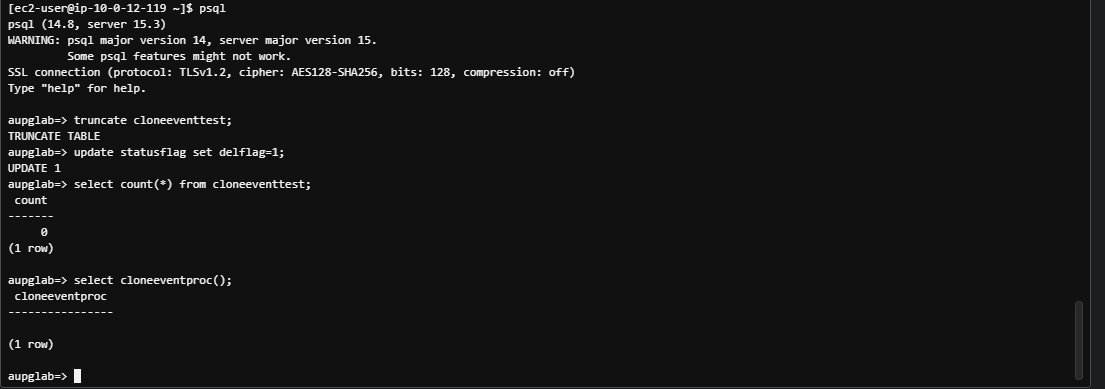 [ec2-user@ip-10-0-12-119 ~]$ psql
psql (14.8, server 15.3)
WARNING: psql major version 14, server major version 15.
         Some psql features might not work.
SSL connection (protocol: TLSv1.2, cipher: AES128-SHA256, bits: 128, compression: off)
Type "help" for help.

aupglab=> truncate cloneeventtest;
TRUNCATE TABLE
aupglab=> update statusflag set delflag=1;
UPDATE 1
aupglab=> select count(*) from cloneeventtest;
 count
-------
     0
(1 row)

aupglab=> select cloneeventproc();
 cloneeventproc
----------------

(1 row)

aupglab=>